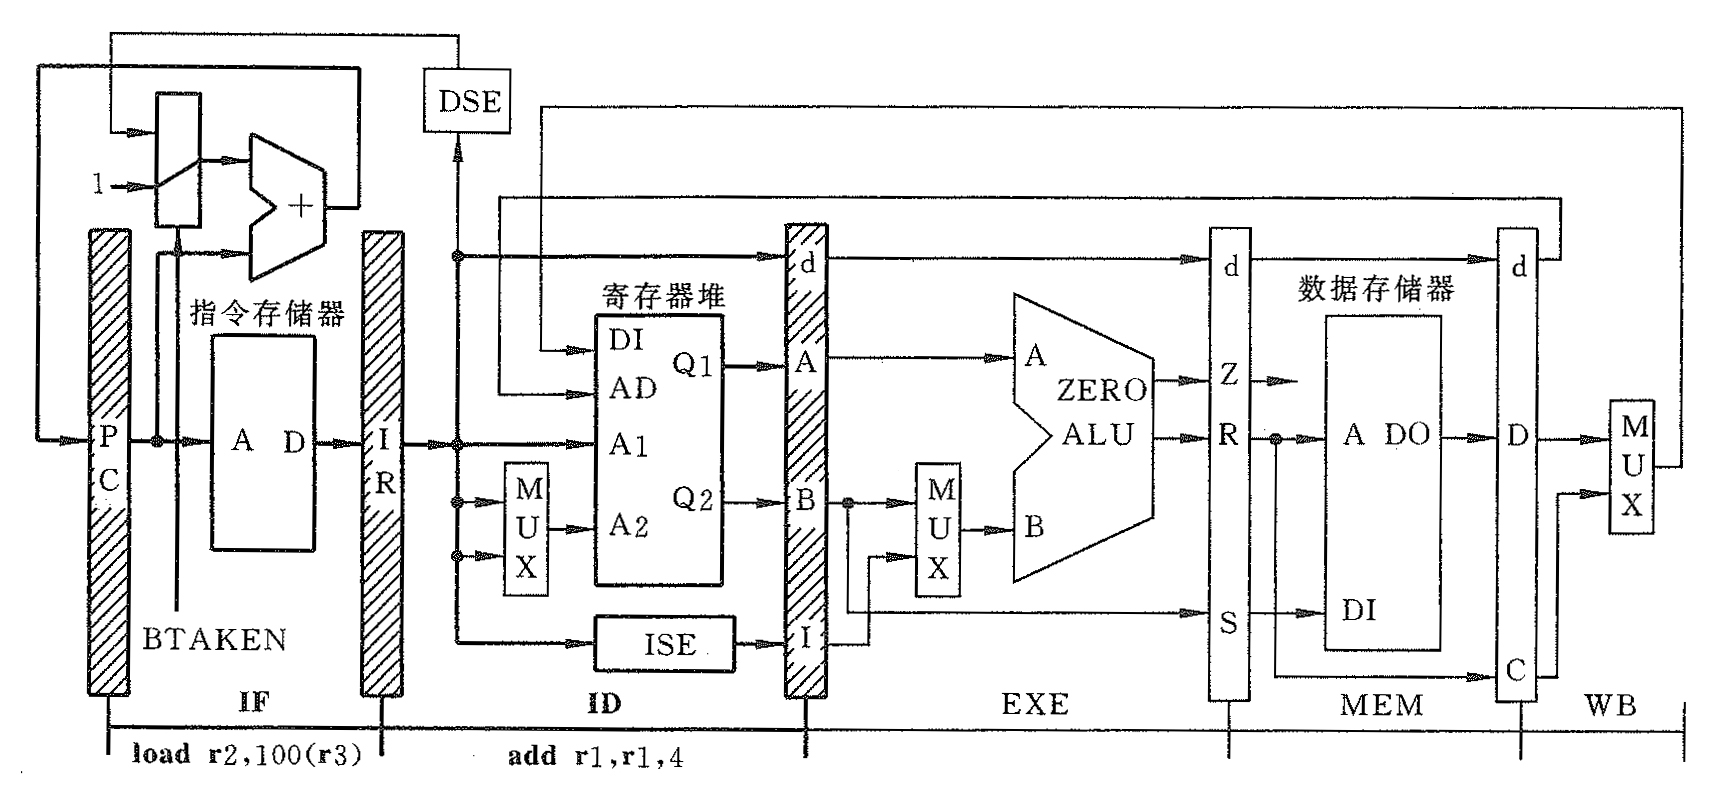 DSE
1
+
指令存储器
寄存器堆
数据存储器
P
C
A D
I
R
BTAKEN
M
U
X
DI
AD
A1
A2
Q1
Q2
ISE
d
A
B
I
M
U
X
A
B
ZERO
ALU
d
Z
R
S
A DO
DI
d
D
C
M
U
X
IF ID EXE MEM WB
load r2,100(r3) add r1,r1,4